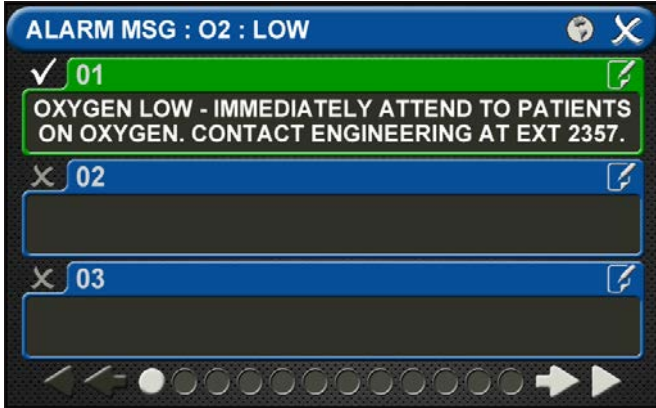 ALARM MSG : O2 : LOW
01
OXYGEN LOW - IMMEDIATELY ATTEND TO PATIENTS
ON OXYGEN. CONTACT ENGINEERING AT EXT 2357.
02
03